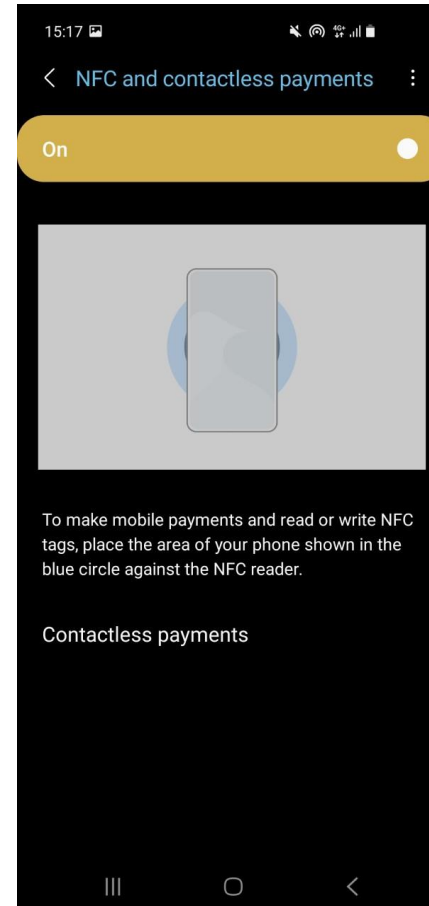 15:17
4G+
NFC and contactless payments
On
To make mobile payments and read or write NFC
tags, place the area of your phone shown in the
blue circle against the NFC reader.
Contactless payments